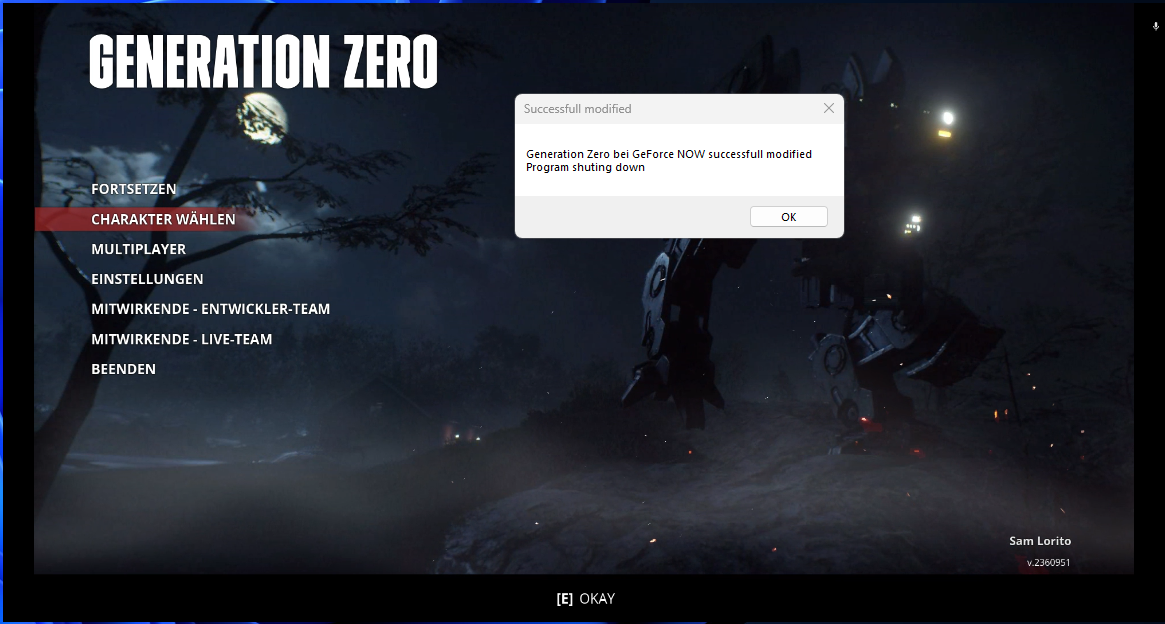 GENERATION ZERO
Successfull modified
Generation Zero bei GeForce NOW successfull modified
Program shuting down
OK
FORTSETZEN
CHARAKTER WÄHLEN
MULTIPLAYER
EINSTELLUNGEN
MITWIRKENDE - ENTWICKLER-TEAM
MITWIRKENDE - LIVE-TEAM
BEENDEN
Sam Lorito
v.2360951
[E] OKAY